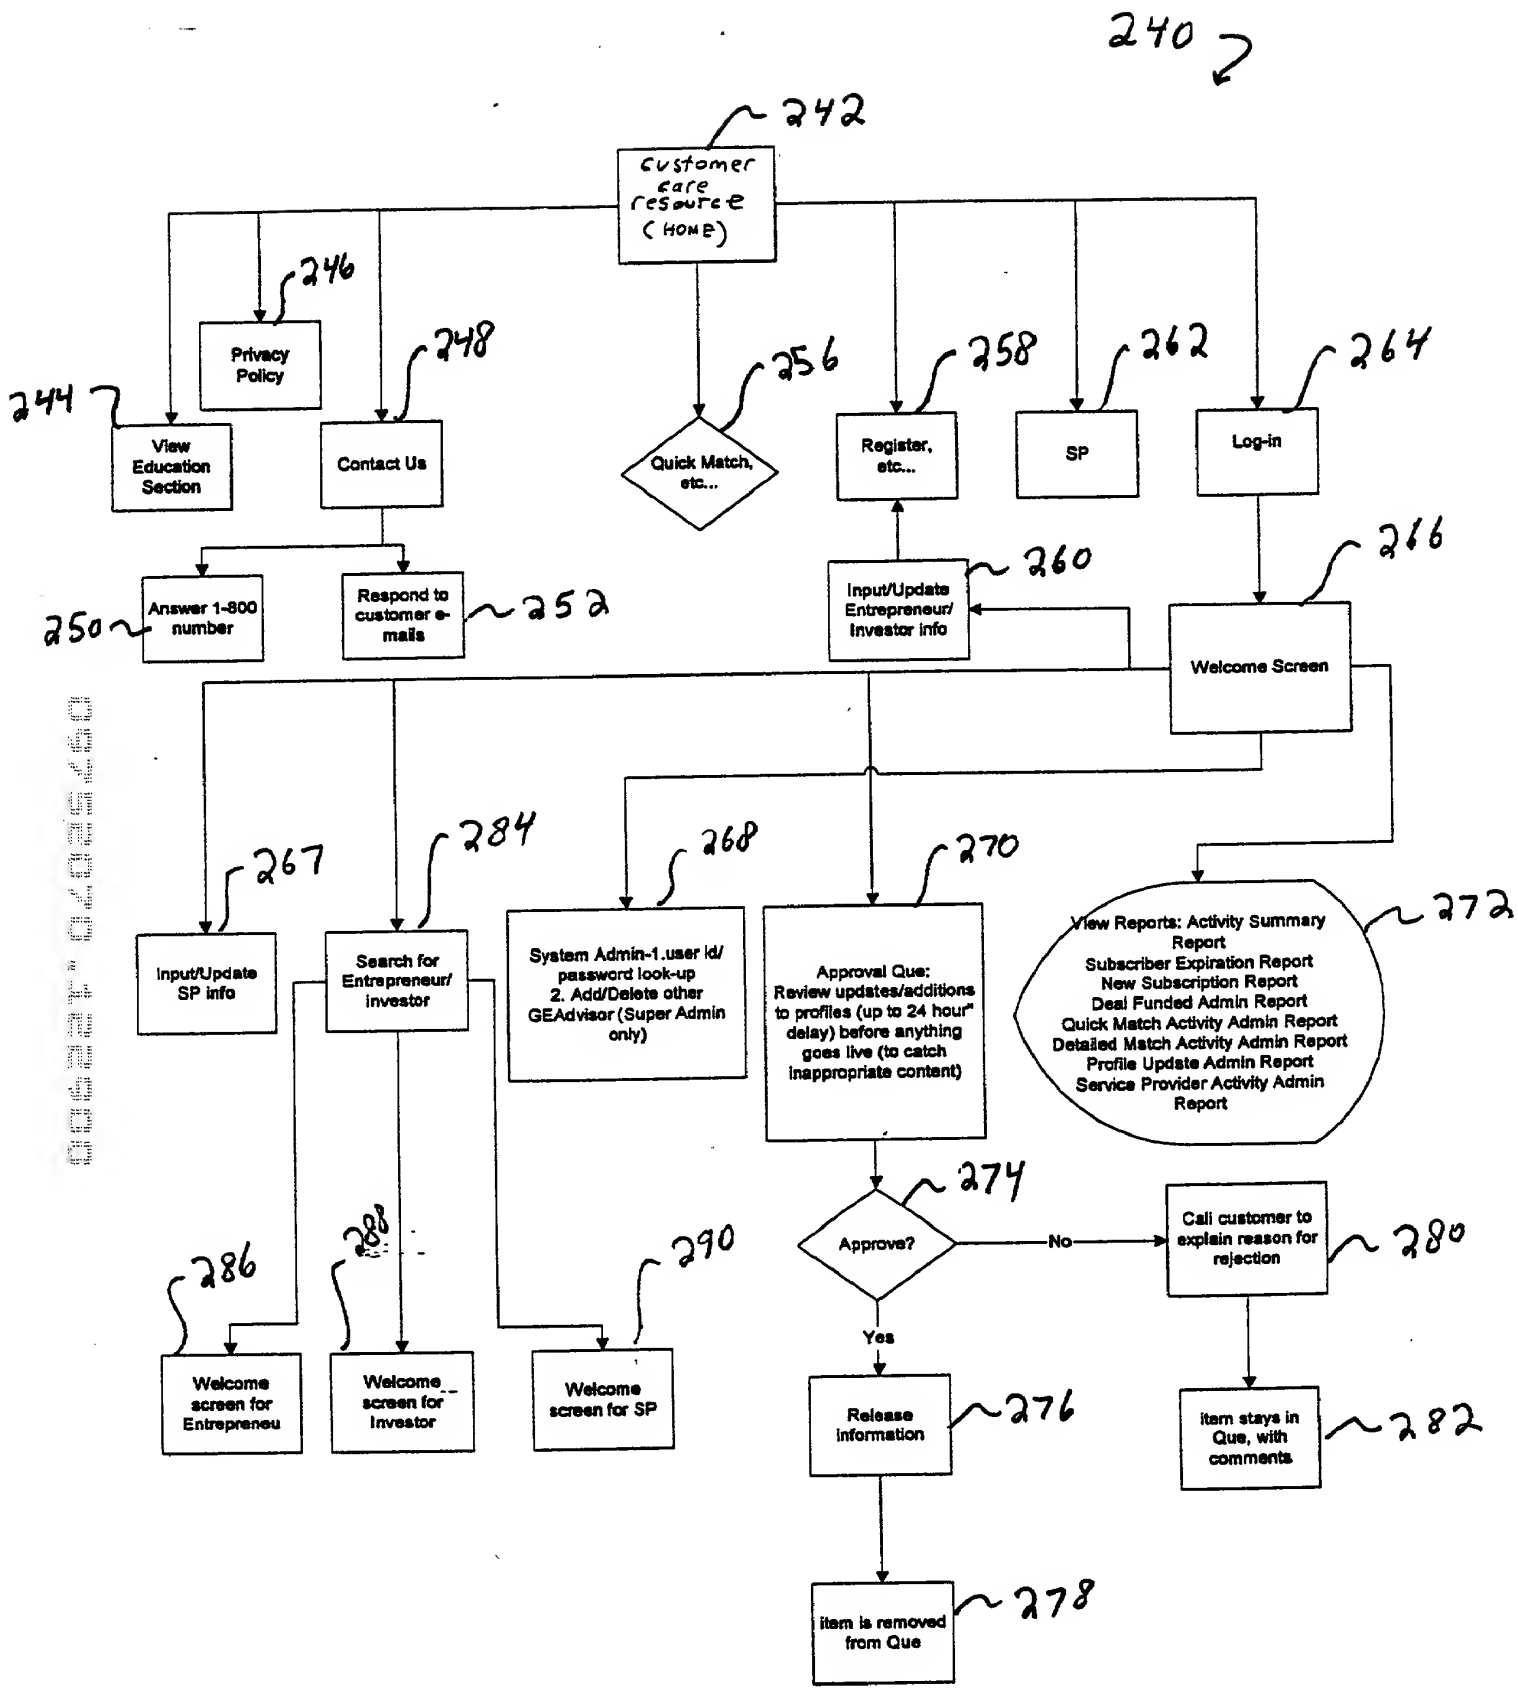 240
242
customer
care
resource
(HOME)
246
Privacy
Policy
248
244
View
Education
Section
Contact Us
256
Quick Match,
etc...
258
Register,
etc...
262
SP
264
Log-in
250
Answer 1-800
number
Respond to
customer e-
mails
252
Input/Update
Entrepreneur/
Investor info
260
266
Welcome Screen
267
Input/Update
SP info
284
Search for
Entrepreneur/
investor
268
System Admin-1.user id/
password look-up
2. Add/Delete other
GEAdvisor (Super Admin
only)
270
Approval Que:
Review updates/additions
to profiles (up to 24 hour"
delay) before anything
goes live (to catch
inappropriate content)
272
View Reports: Activity Summary
Report
Subscriber Expiration Report
New Subscription Report
Deal Funded Admin Report
Quick Match Activity Admin Report
Detailed Match Activity Admin Report
Profile Update Admin Report
Service Provider Activity Admin
Report
274
Approve?
No
Call customer to
explain reason for
rejection
280
Yes
286
Welcome
screen for
Entrepreneu
288
Welcome
screen for
Investor
290
Welcome
screen for SP
Release
information
276
item stays in
Que, with
comments
282
item is removed
from Que
278